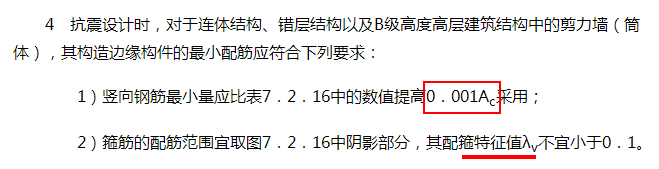 4 抗震设计时，对于连体结构、错层结构以及B级高度高层建筑结构中的剪力墙（筒
体），其构造边缘构件的最小配筋应符合下列要求：
1）竖向钢筋最小量应比表7．2．16中的数值提高0．001Ac采用；
2）箍筋的配筋范围宜取图7．2．16中阴影部分，其配箍特征值λv不宜小于0．1。